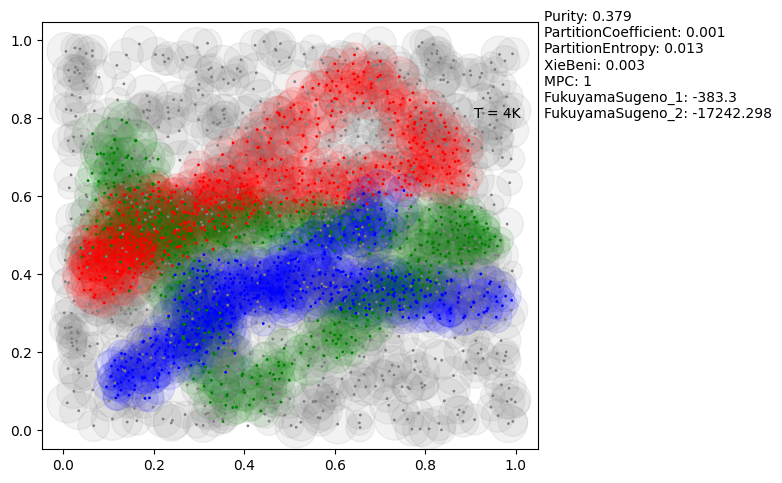 Purity: 0.379
PartitionCoefficient: 0.001
PartitionEntropy: 0.013
XieBeni: 0.003
MPC: 1
FukuyamaSugeno_1: -383.3
FukuyamaSugeno_2: -17242.298
T = 4K
1.0
0.8
0.6
0.4
0.2
0.0
0.0 0.2 0.4 0.6 0.8 1.0